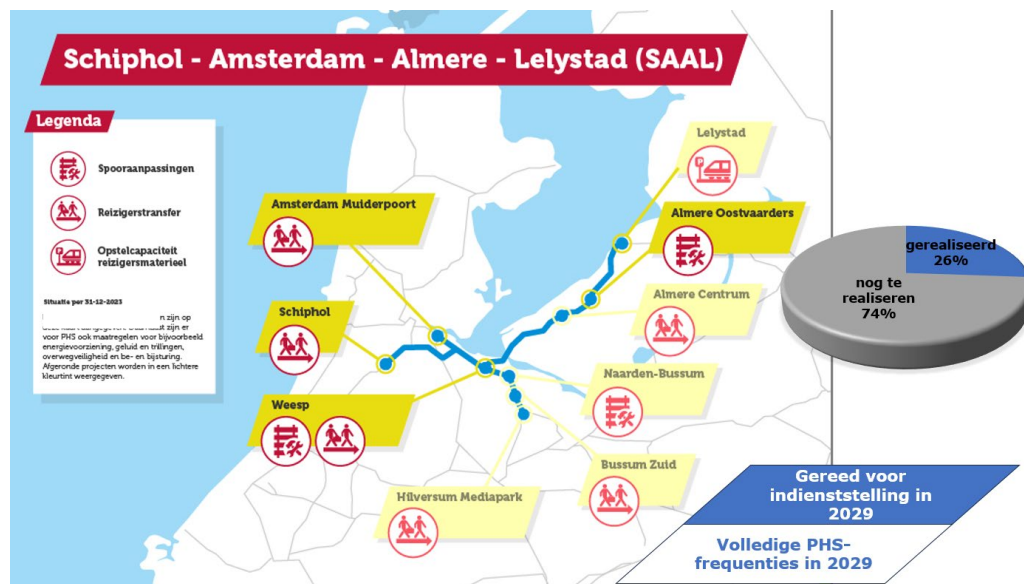 Schiphol - Amsterdam - Almere - Lelystad (SAAL)
Legenda
Spooraanpassingen
Reizigerstransfer
Opstelcapaciteit
reizigersmaterieel
Situatie per 31-12-2023
n zijn op
zijn er
voor PHS ook maatregelen voor bijvoorbeeld
energievoorziening, geluid en trillingen,
overwegveiligheid en be- en bijsturing.
Afgeronde projecten worden in een lichtere
kleurtint weergegeven.
Lelystad
Amsterdam Muiderpoort
Almere Oostvaarders
Almere Centrum
Schiphol
Naarden-Bussum
Weesp
Bussum Zuid
Hilversum Mediapark
gerealiseerd
26%
nog te
realiseren
74%
Gereed voor
indienststelling in
2029
Volledige PHS-
frequenties in 2029